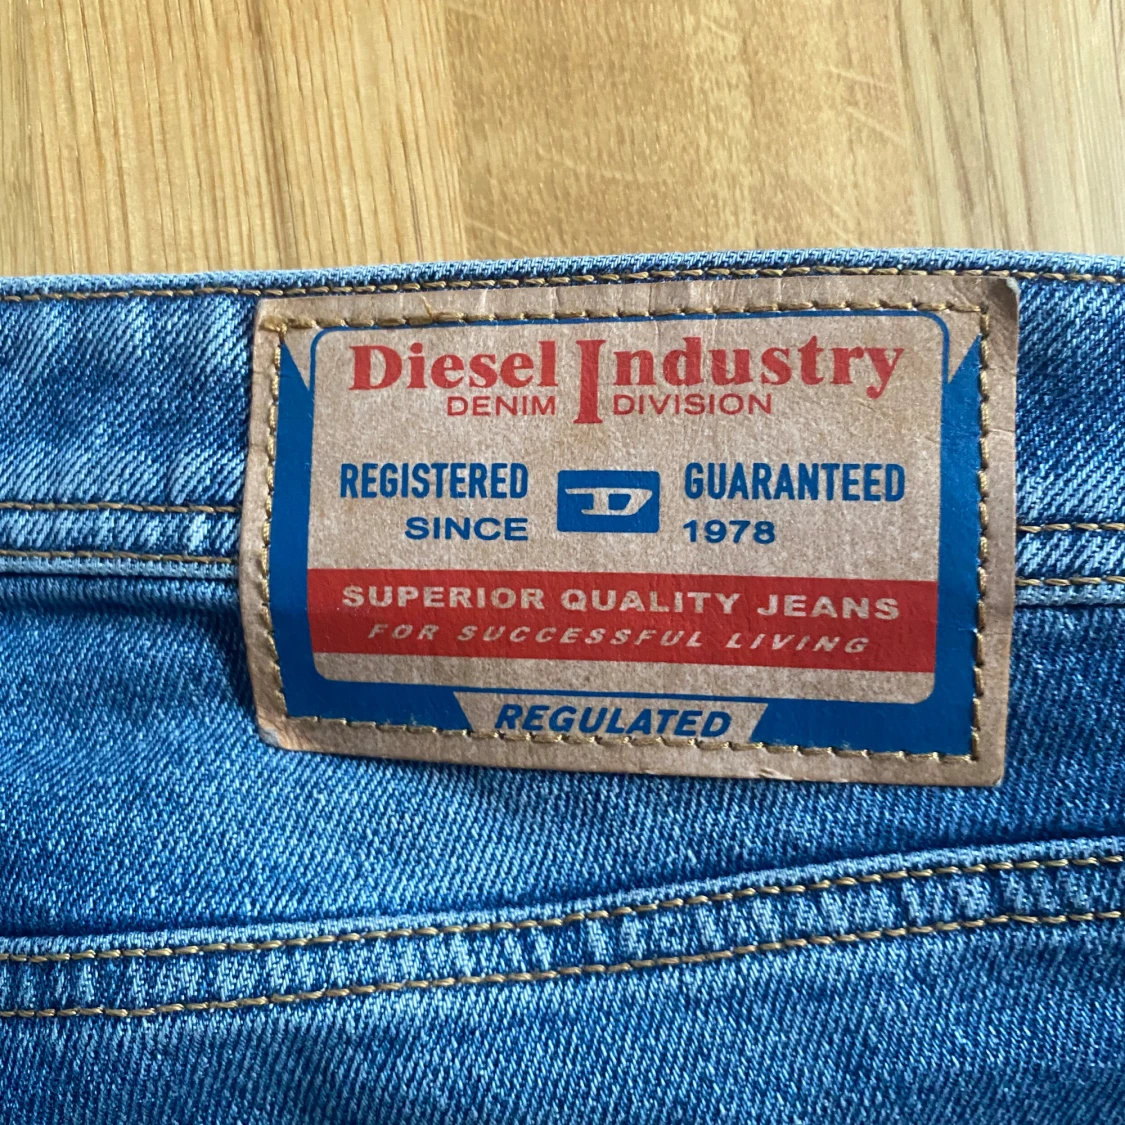 Diesel Industry
DENIM DIVISION
REGISTERED D GUARANTEED
SINCE 1978
SUPERIOR QUALITY JEANS
FOR SUCCESSFUL LIVING
REGULATED